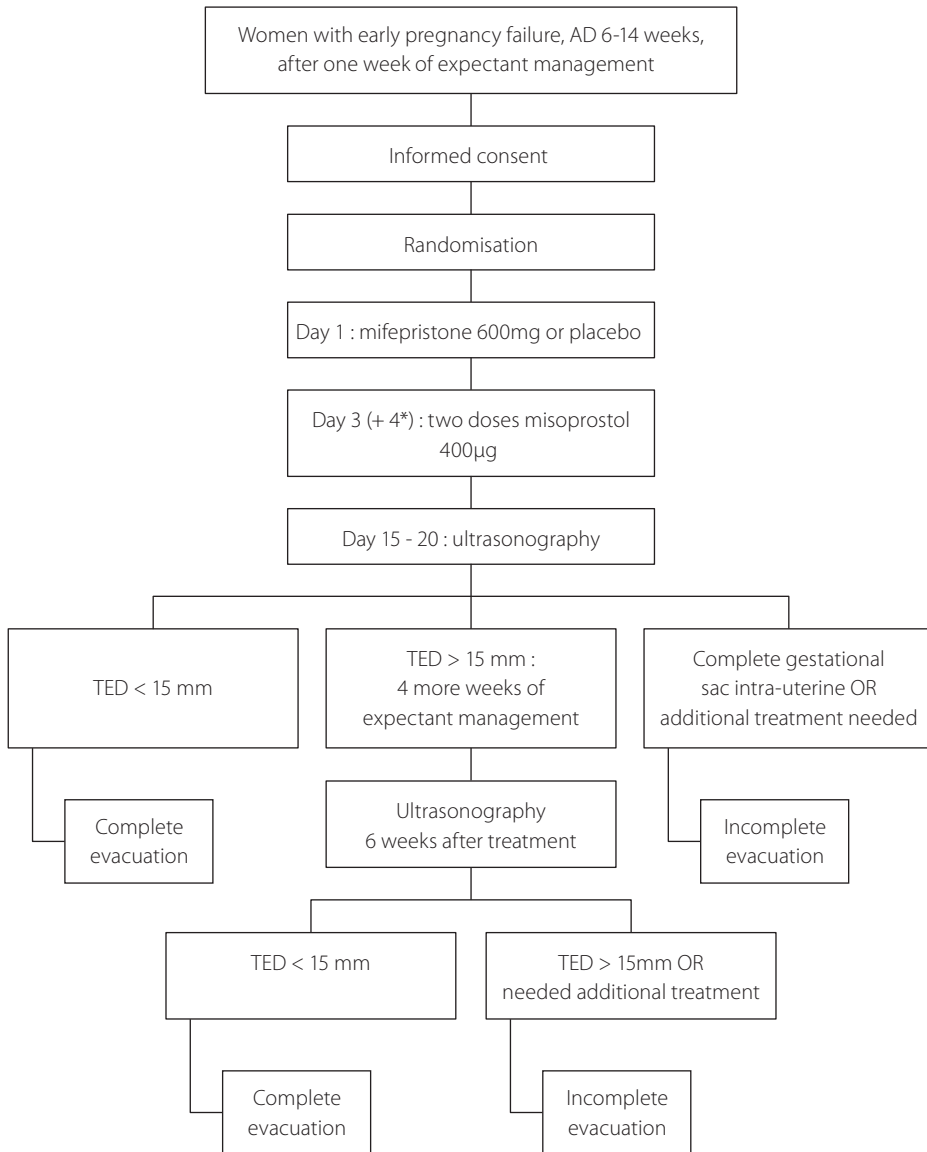 Women with early pregnancy failure, AD 6-14 weeks,
after one week of expectant management
Informed consent
Randomisation
Day 1 : mifepristone 600mg or placebo
Day 3 (+ 4*) : two doses misoprostol
400µg
Day 15 - 20 : ultrasonography
TED < 15 mm
TED > 15 mm :
4 more weeks of
expectant management
Complete gestational
sac intra-uterine OR
additional treatment needed
Complete
evacuation
Ultrasonography
6 weeks after treatment
Incomplete
evacuation
TED < 15 mm
TED > 15mm OR
needed additional treatment
Complete
evacuation
Incomplete
evacuation